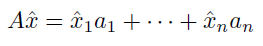 Ax̂ = x̂₁a₁ + ··· + x̂ₙaₙ